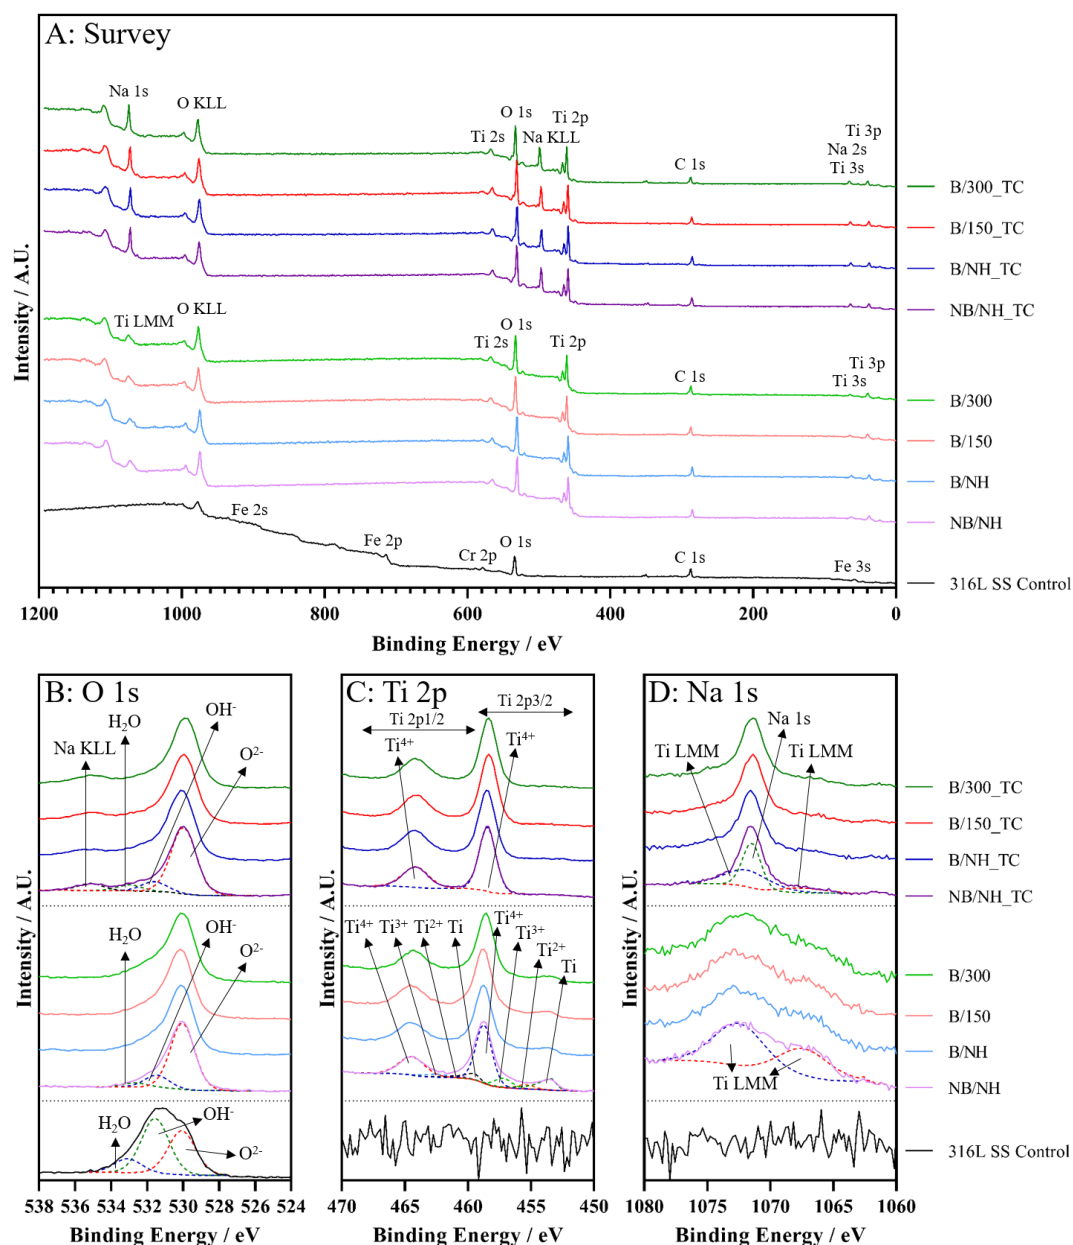 A: Survey
Na 1s
O KLL
O 1s
Ti 2p
Ti 2s
Na KLL
C 1s
Ti 3p
Na 2s
Ti 3s
B/300_TC
B/150_TC
B/NH_TC
NB/NH_TC
Ti LMM
O KLL
Ti 2s
O 1s
Ti 2p
C 1s
Ti 3p
Ti 3s
B/300
B/150
B/NH
NB/NH
Fe 2s
Fe 2p
Cr 2p
O 1s
C 1s
Fe 3s
316L SS Control
Intensity / A.U.
1200 1000 800 600 400 200 0
Binding Energy / eV
B: O 1s
Na KLL
H₂O
OH-
O²⁻
H₂O
OH-
O²⁻
H₂O
OH-
O²⁻
Intensity / A.U.
Intensity / A.U.
538 536 534 532 530 528 526 524
Binding Energy / eV
C: Ti 2p
Ti 2p1/2
Ti 2p3/2
Ti⁴⁺
Ti⁴⁺
Ti⁴⁺ Ti³⁺ Ti²⁺ Ti
Ti⁴⁺
Ti³⁺
Ti²⁺
Ti
Intensity / A.U.
470 465 460 455 450
Binding Energy / eV
D: Na 1s
Na 1s
Ti LMM
Ti LMM
Ti LMM
1080 1075 1070 1065 1060
Binding Energy / eV
B/300_TC
B/150_TC
B/NH_TC
NB/NH_TC
B/300
B/150
B/NH
NB/NH
316L SS Control